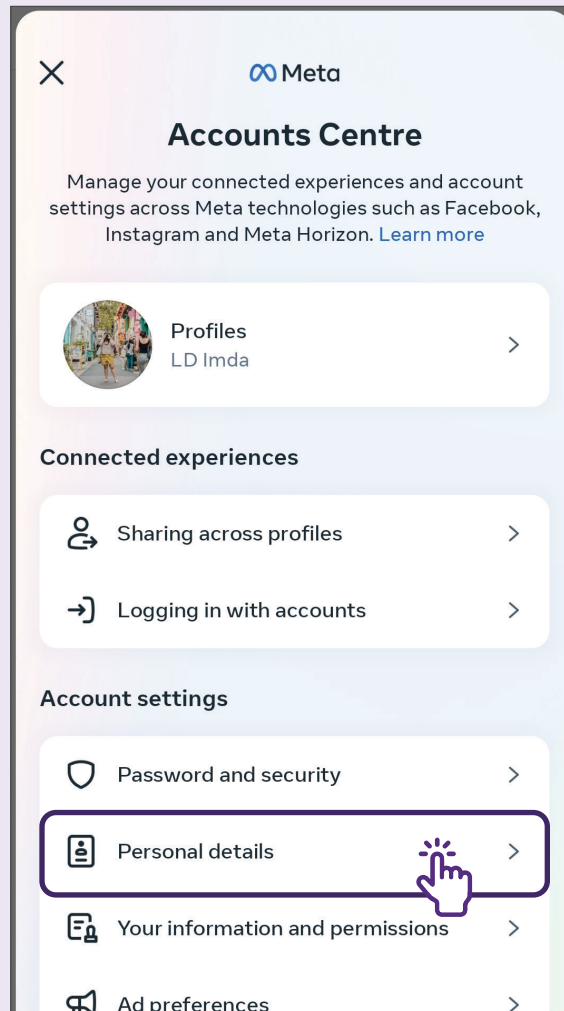 Meta
Accounts Centre
Manage your connected experiences and account
settings across Meta technologies such as Facebook,
Instagram and Meta Horizon. Learn more
Profiles
LD Imda
Connected experiences
Sharing across profiles
Logging in with accounts
Account settings
Password and security
Personal details
Your information and permissions
Ad preferences